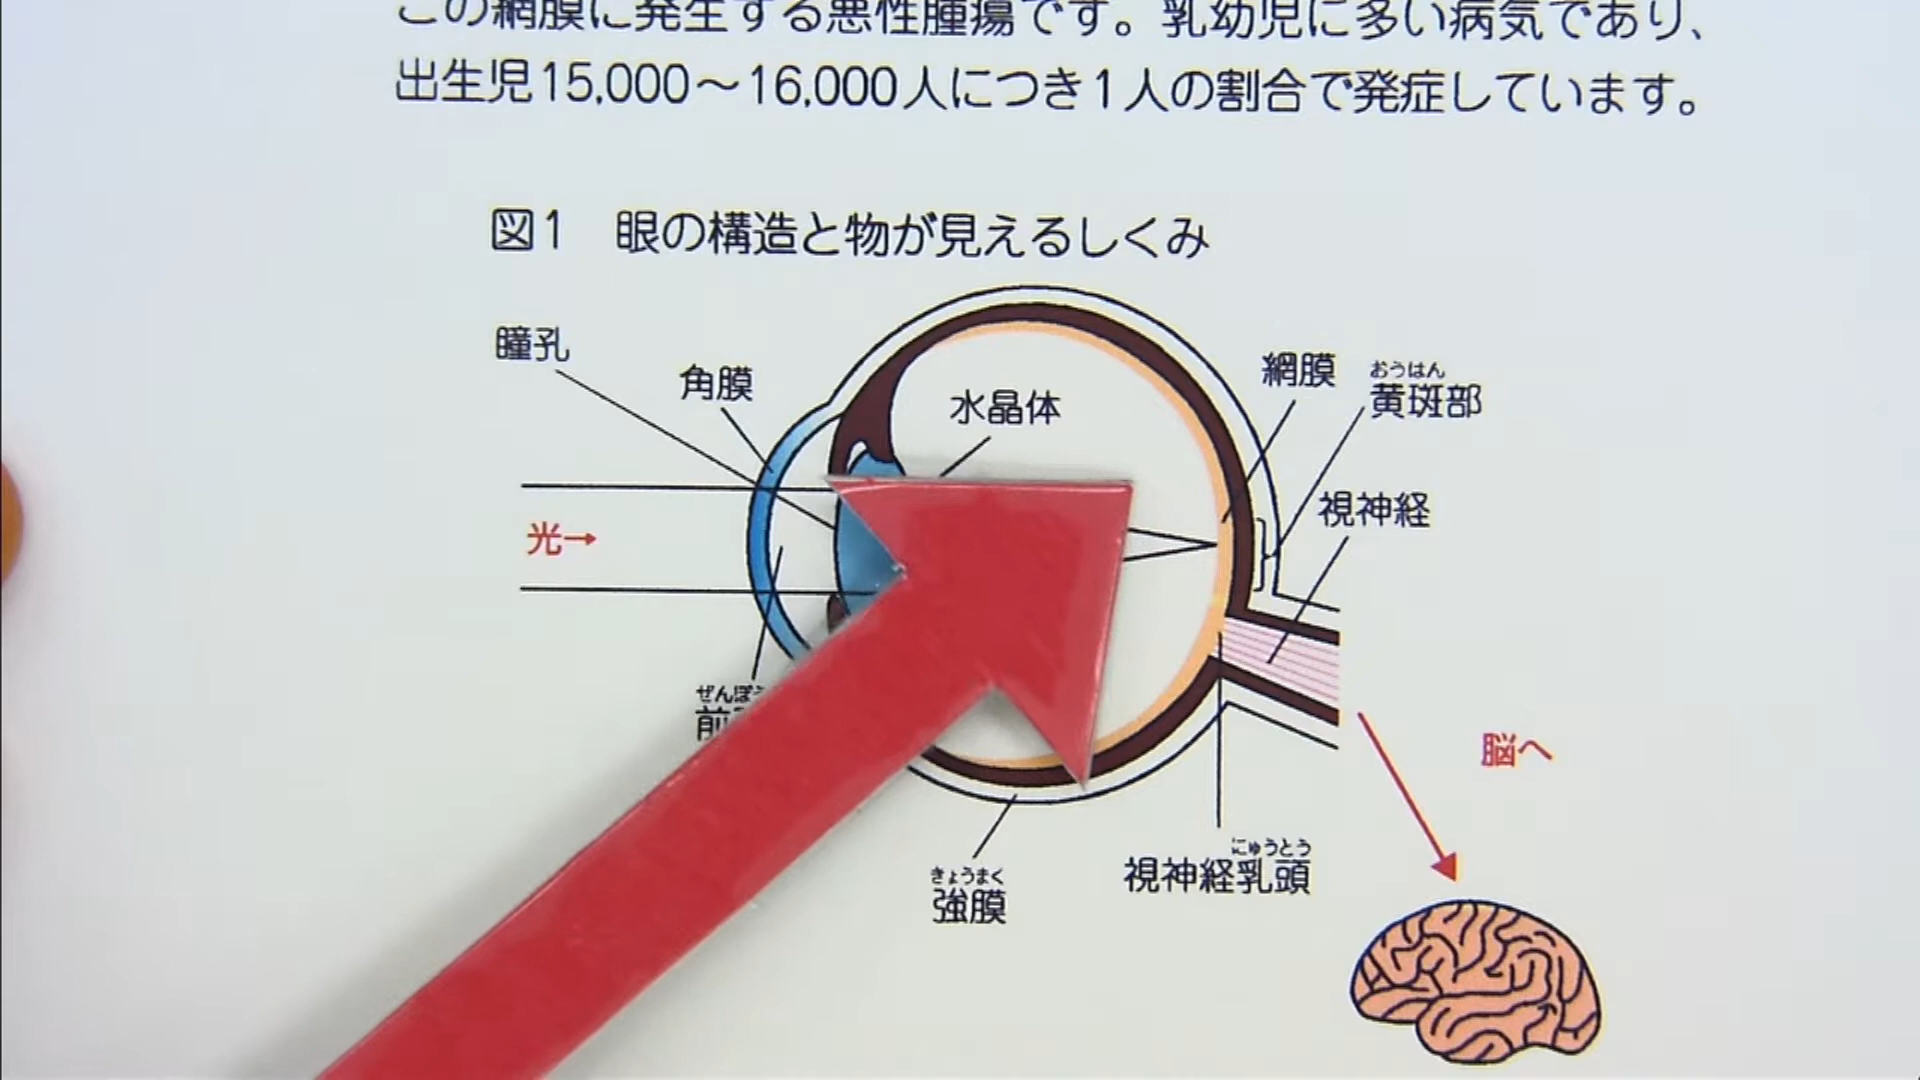 この網膜に発生する悪性腫瘍です。乳幼児に多い病気であり、
出生児15,000～16,000人につき1人の割合で発症しています。
図1　眼の構造と物が見えるしくみ
瞳孔
角膜
水晶体
網膜
おうはん
黄斑部
視神経
光→
ぜんぼう
前
脳へ
きょうまく
強膜
にゅうとう
視神経乳頭